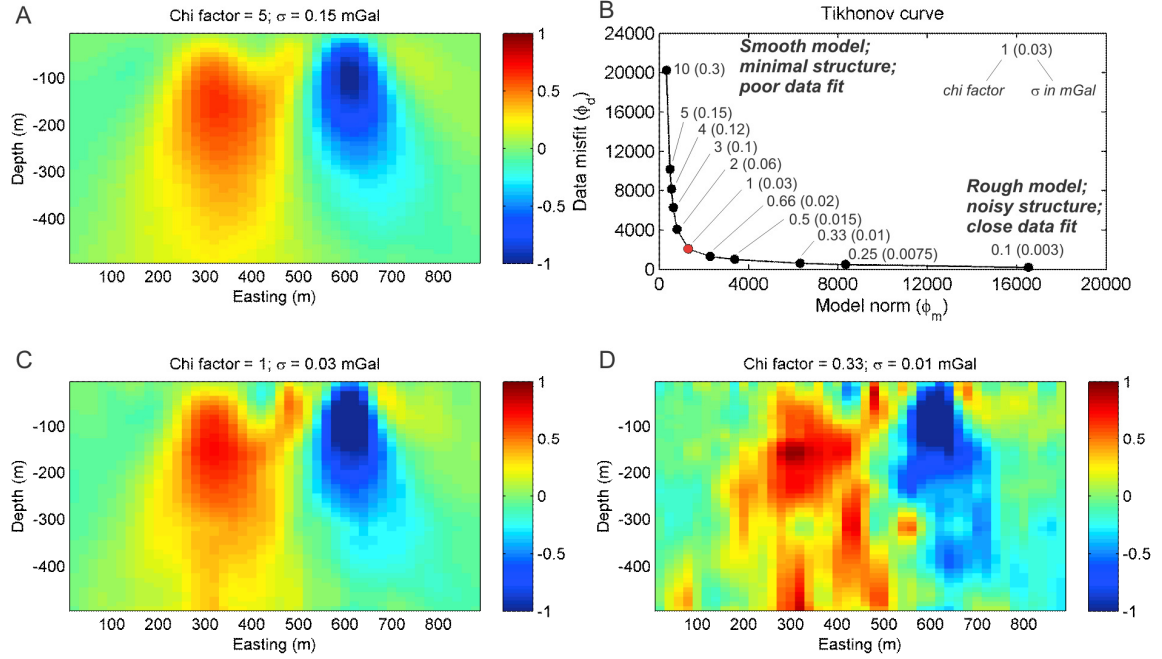 A
Chi factor = 5; σ = 0.15 mGal
Depth (m)
-100
-200
-300
-400
100 200 300 400 500 600 700 800
Easting (m)
1
0.5
0
-0.5
-1
B
Tikhonov curve
Data misfit (ϕd)
24000
20000
16000
12000
8000
4000
0
Smooth model;
minimal structure;
poor data fit
1 (0.03)
chi factor
σ in mGal
10 (0.3)
5 (0.15)
4 (0.12)
3 (0.1)
2 (0.06)
1 (0.03)
0.66 (0.02)
0.5 (0.015)
0.33 (0.01)
0.25 (0.0075)
0.1 (0.003)
Rough model;
noisy structure;
close data fit
0 4000 8000 12000 16000 20000
Model norm (ϕm)
C
Chi factor = 1; σ = 0.03 mGal
Depth (m)
-100
-200
-300
-400
100 200 300 400 500 600 700 800
Easting (m)
1
0.5
0
-0.5
-1
D
Chi factor = 0.33; σ = 0.01 mGal
Depth (m)
-100
-200
-300
-400
100 200 300 400 500 600 700 800
Easting (m)
1
0.5
0
-0.5
-1